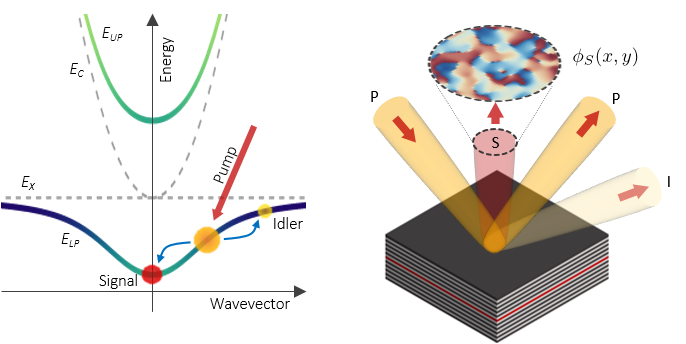 E_UP
E_C
Energy
Pump
E_X
Idler
E_LP
Signal
Wavevector
ϕ_S(x, y)
P
P
S
I